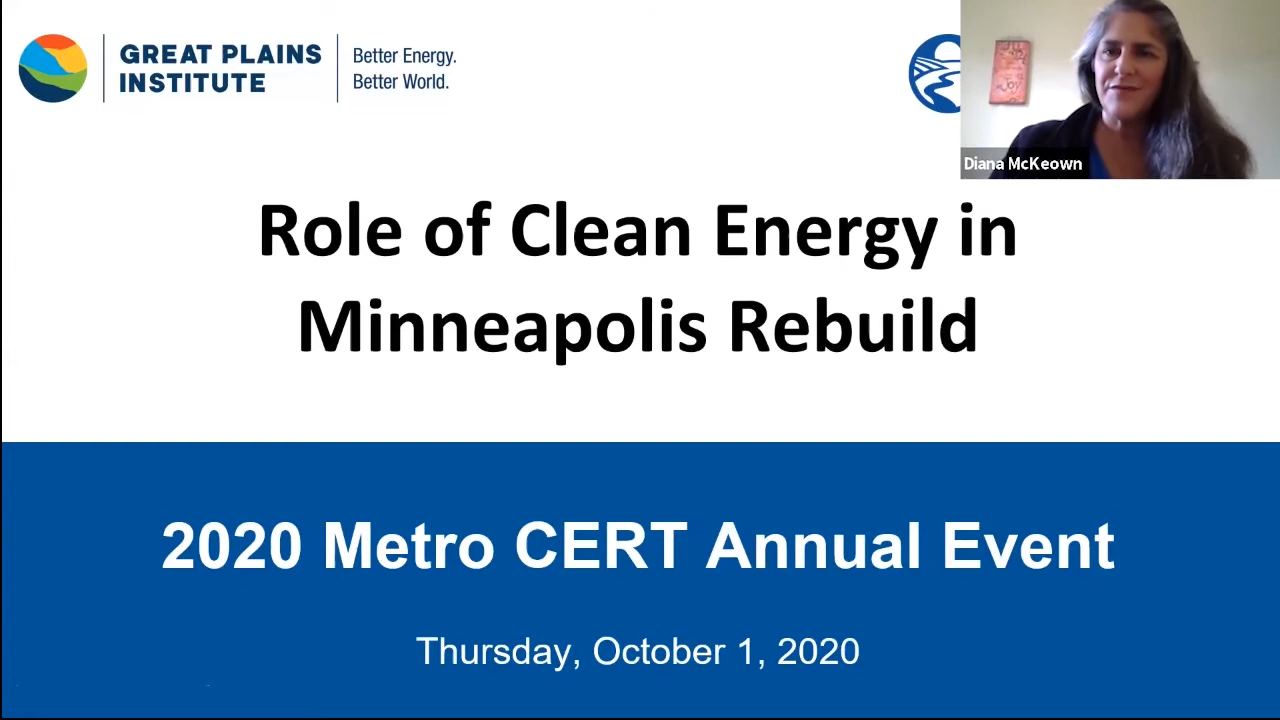 GREAT PLAINS
INSTITUTE
Better Energy.
Better World.
JOY
Diana McKeown
Role of Clean Energy in
Minneapolis Rebuild
2020 Metro CERT Annual Event
Thursday, October 1, 2020